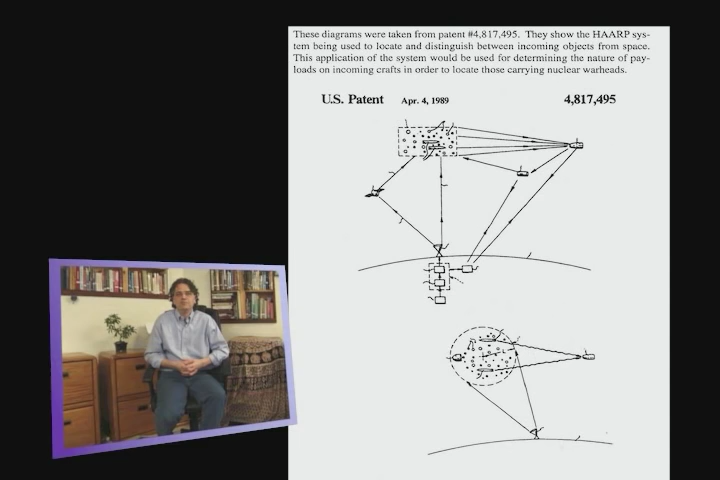 These diagrams were taken from patent #4,817,495. They show the HAARP sys-
tem being used to locate and distinguish between incoming objects from space.
This application of the system would be used for determining the nature of pay-
loads on incoming crafts in order to locate those carrying nuclear warheads.
U.S. Patent Apr. 4, 1989 4,817,495